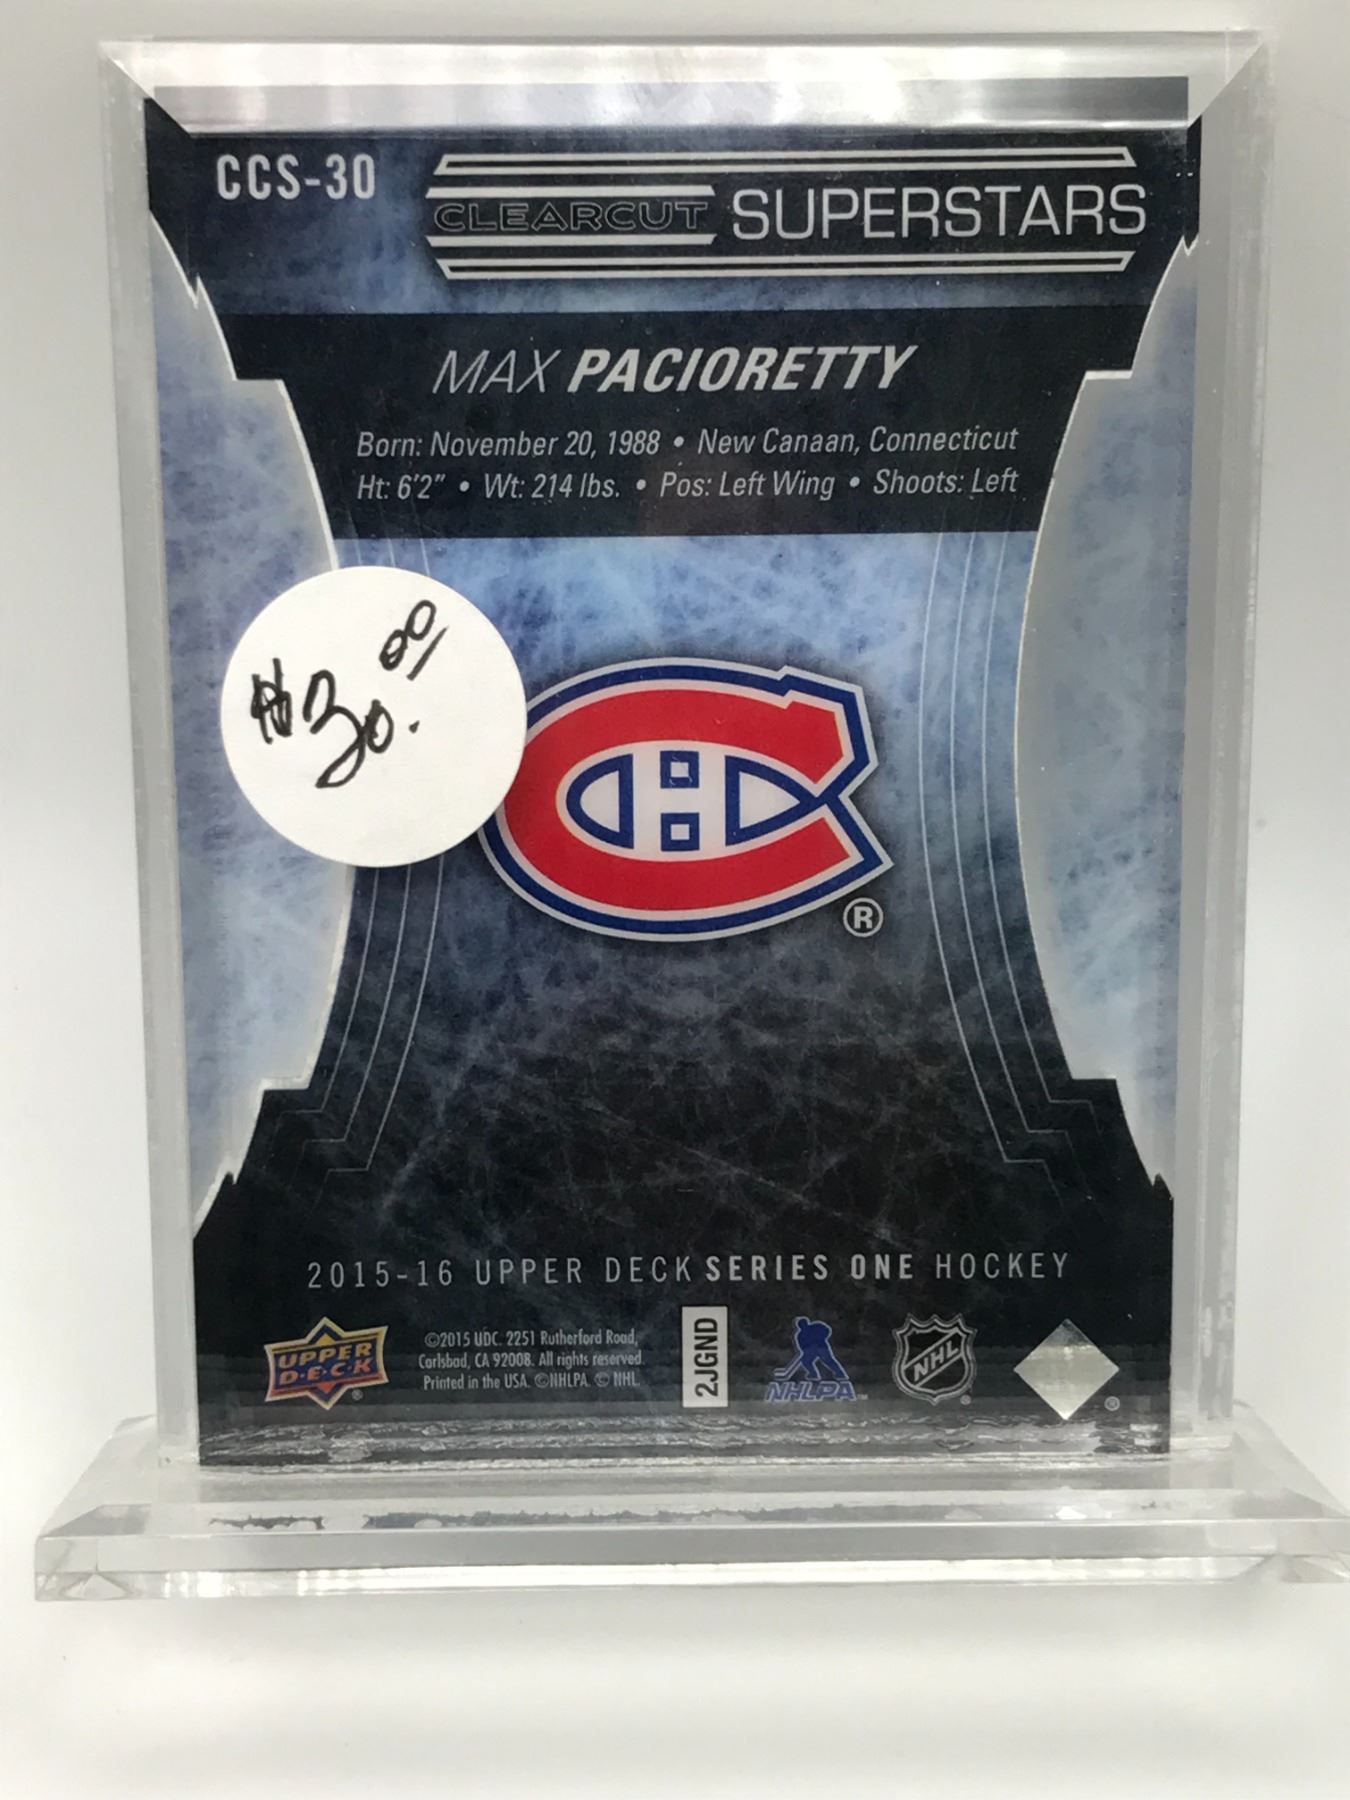 CCS-30
CLEARCUT SUPERSTARS
MAX PACIORETTY
Born: November 20, 1988 • New Canaan, Connecticut
Ht: 6'2" • Wt: 214 lbs. • Pos: Left Wing • Shoots: Left
$30.00
®
2015-16 UPPER DECK SERIES ONE HOCKEY
UPPER
D·E·C·K
®
©2015 UDC. 2251 Rutherford Road,
Carlsbad, CA 92008. All rights reserved.
Printed in the USA. ©NHLPA. © NHL.
2JGND
NHLPA™
NHL
®
®